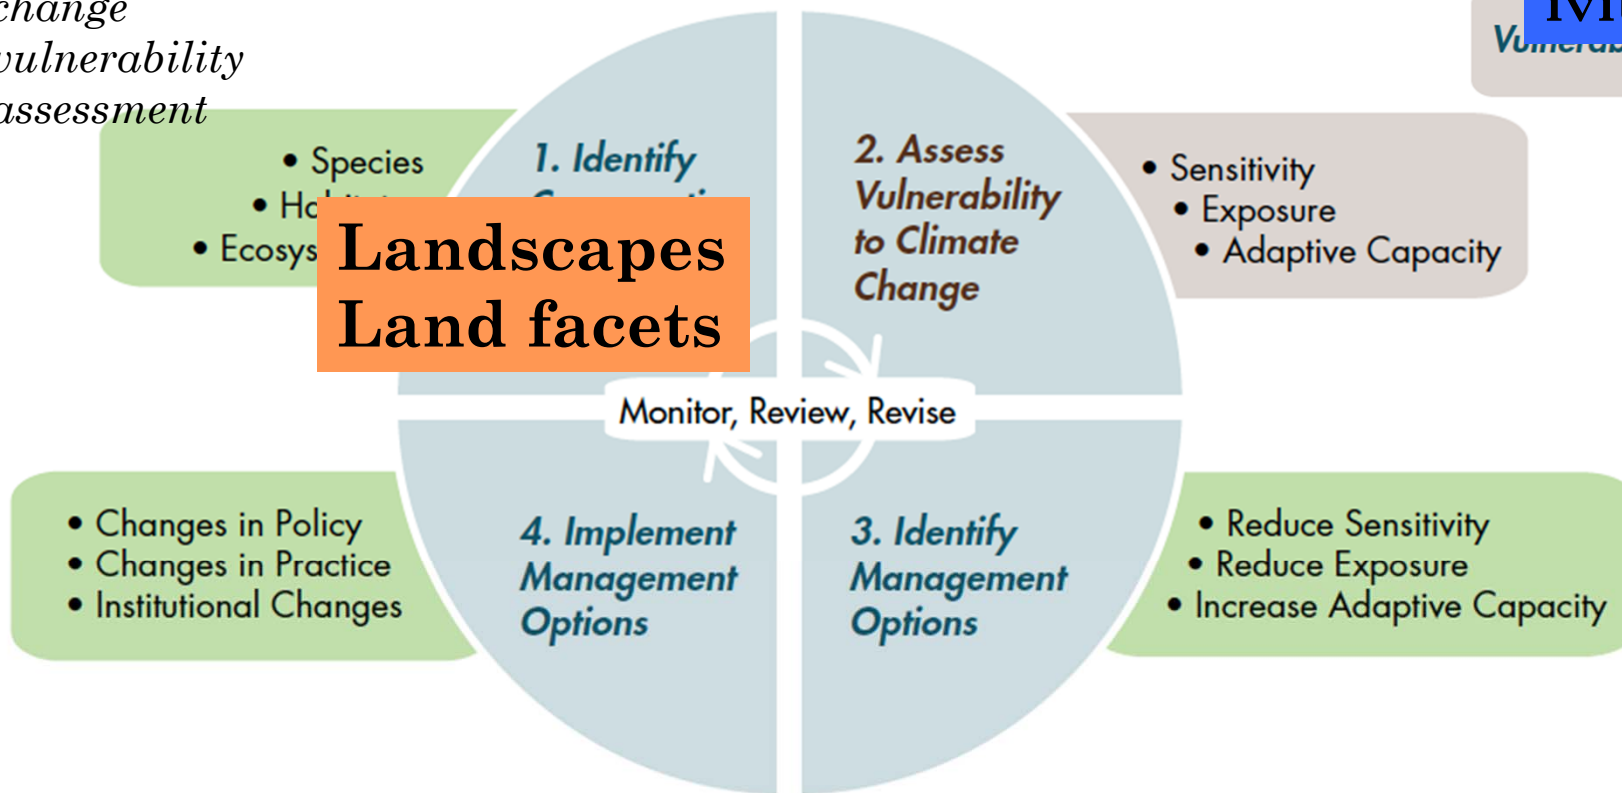 change
vulnerability
assessment
• Species
• Ecosys
1. Identify
Landscapes
Land facets
2. Assess
Vulnerability
to Climate
Change
• Sensitivity
• Exposure
• Adaptive Capacity
Monitor, Review, Revise
• Changes in Policy
• Changes in Practice
• Institutional Changes
4. Implement
Management
Options
3. Identify
Management
Options
• Reduce Sensitivity
• Reduce Exposure
• Increase Adaptive Capacity